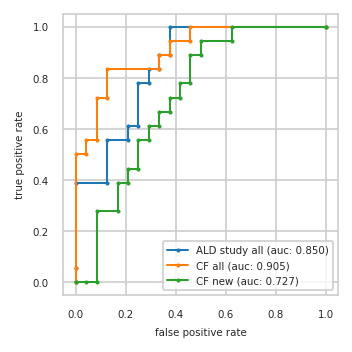 1.0
0.8
0.6
0.4
0.2
0.0
true positive rate
0.0 0.2 0.4 0.6 0.8 1.0
false positive rate
ALD study all (auc: 0.850)
CF all (auc: 0.905)
CF new (auc: 0.727)